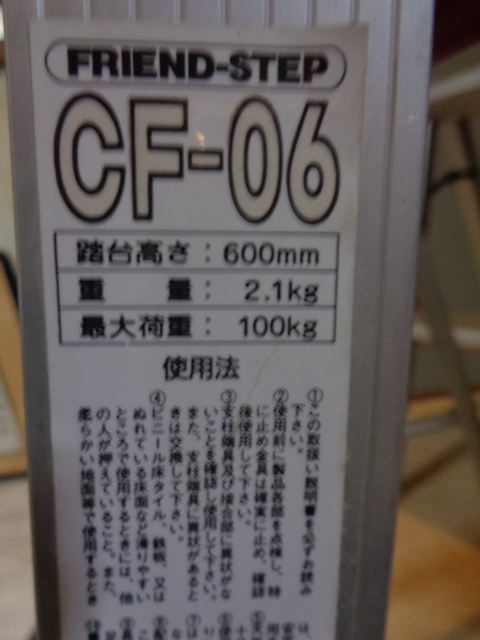 FRIEND-STEP
CF-06
踏台高さ：600mm
重量：2.1kg
最大荷重：100kg
使用法
①この取扱い説明書を必ずお読み
下さい。
②使用前に製品各部を点検し、特
に止め金具は確実に止め、確認
後使用して下さい。
③支柱端具及び接合部に異状がな
いことを確認し使用して下さい。
また、支柱端具に異状があると
きは交換して下さい。
④ビニール床タイル、鉄板、又は
ぬれている床面など滑りやすい
ところで使用するときには、他
の人が押えていること。また、
柔らかい地面等で使用するとき